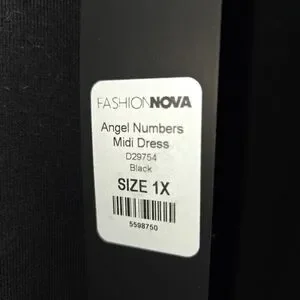 FASHIONNOVA
Angel Numbers
Midi Dress
D29754
Black
SIZE 1X
5598750